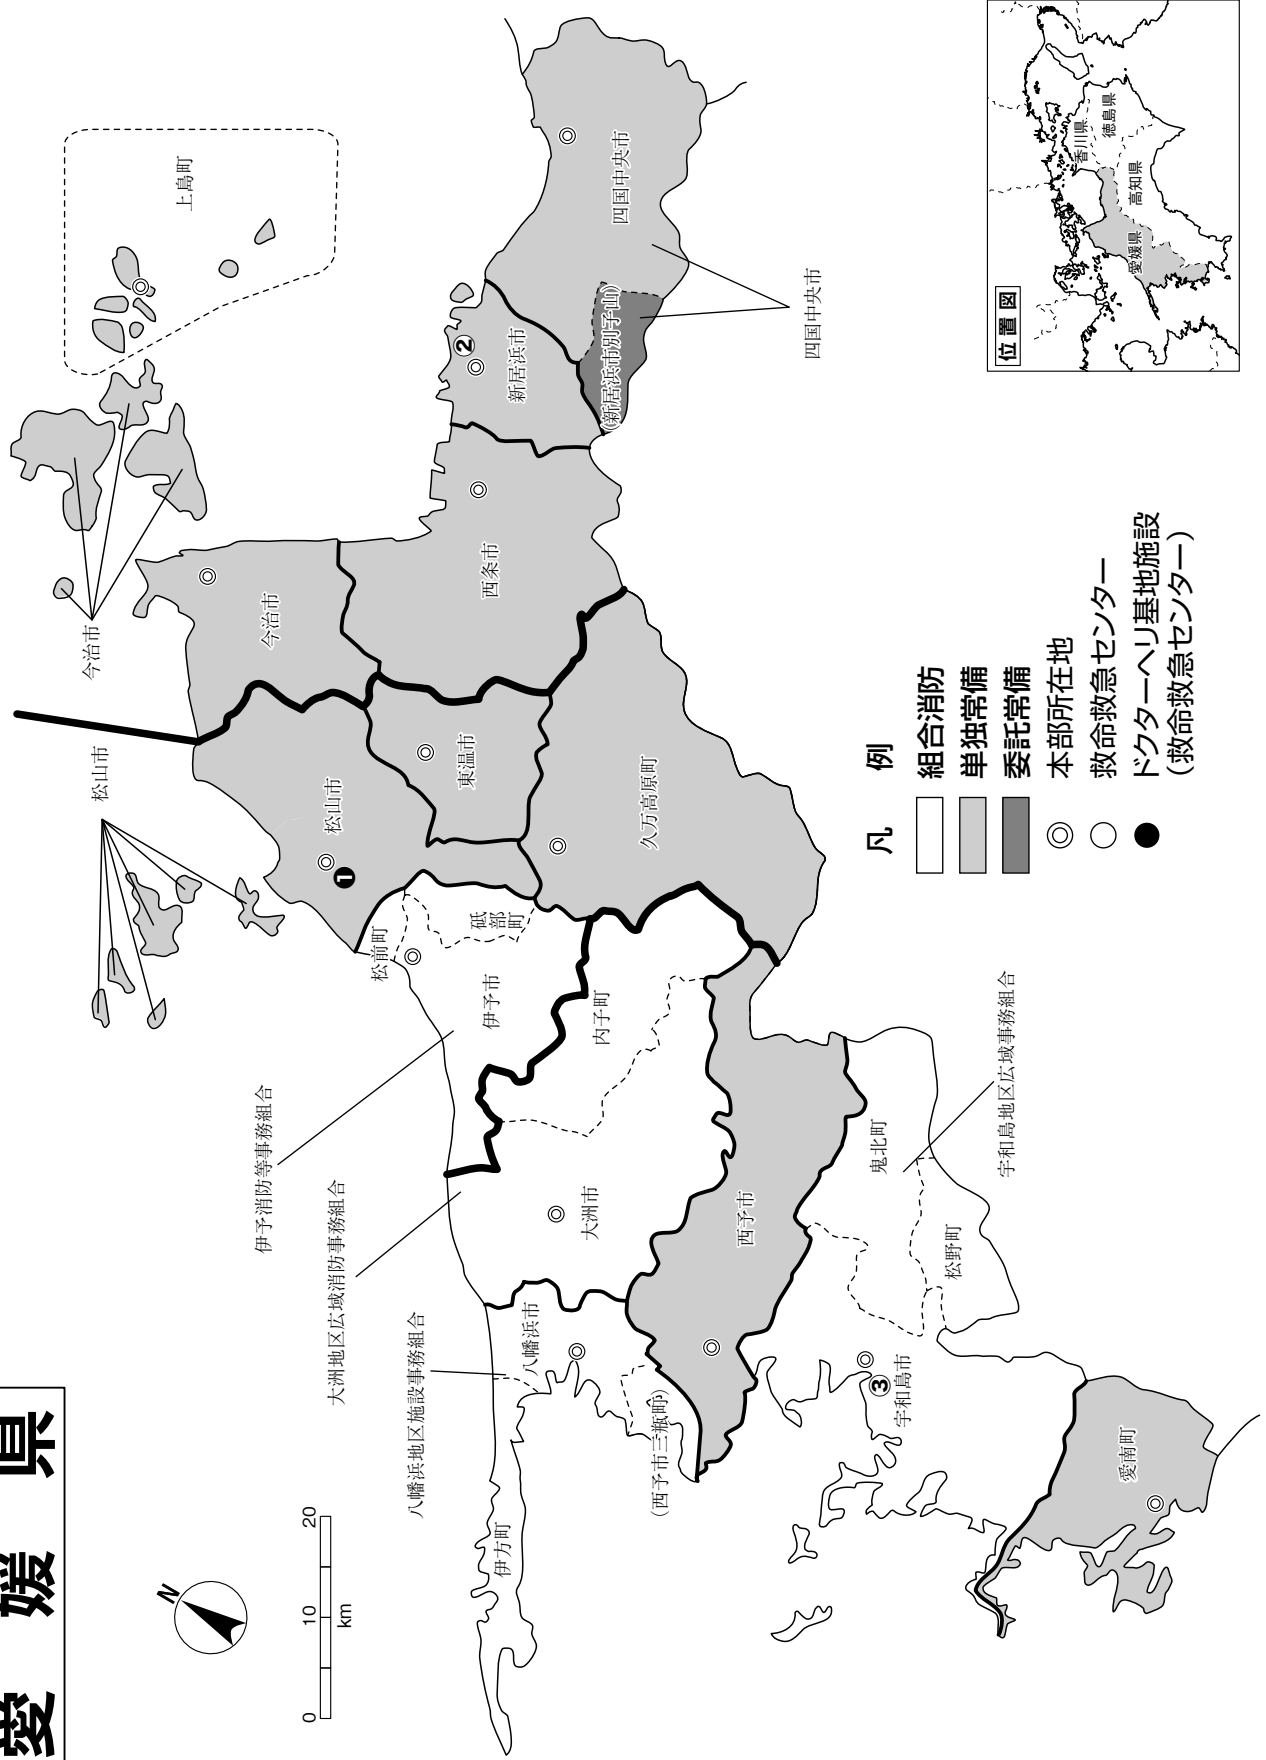 愛媛県
N
0 10 20
km
上島町
今治市
松山市
今治市
西条市
新居浜市
②
(新居浜市別子山)
四国中央市
四国中央市
松山市
❶
東温市
久万高原町
松前町
砥部町
伊予市
内子町
伊予消防等事務組合
大洲地区広域消防事務組合
大洲市
八幡浜地区施設事務組合
八幡浜市
伊方町
(西予市三瓶町)
西予市
鬼北町
松野町
宇和島地区広域事務組合
③
宇和島市
愛南町
凡例
組合消防
単独常備
委託常備
本部所在地
救命救急センター
ドクターヘリ基地施設
(救命救急センター)
位置図
香川県
徳島県
高知県
愛媛県